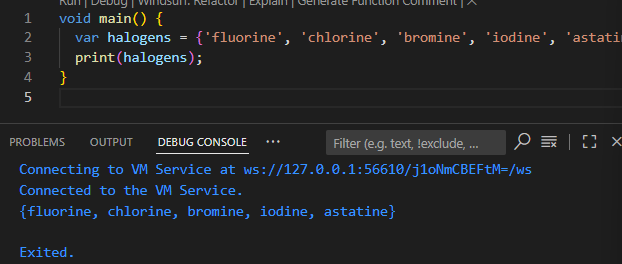 Run | Debug | Windsurf: Refactor | Explain | Generate Function Comment | ×
1 void main() {
2 var halogens = {'fluorine', 'chlorine', 'bromine', 'iodine', 'astatin
3 print(halogens);
4 }
5
PROBLEMS OUTPUT DEBUG CONSOLE ··· Filter (e.g. text, !exclude, ...
Connecting to VM Service at ws://127.0.0.1:56610/j1oNmCBEFtM=/ws
Connected to the VM Service.
{fluorine, chlorine, bromine, iodine, astatine}
Exited.